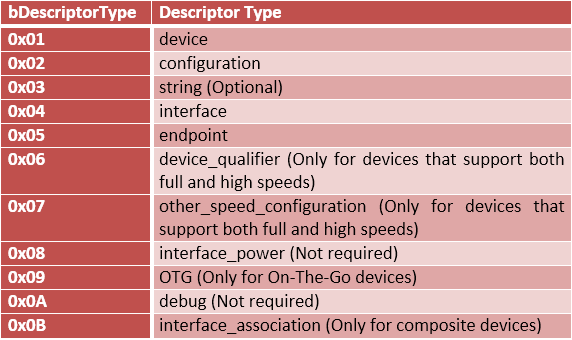 bDescriptorType Descriptor Type
0x01 device
0x02 configuration
0x03 string (Optional)
0x04 interface
0x05 endpoint
0x06 device_qualifier (Only for devices that support both
full and high speeds)
0x07 other_speed_configuration (Only for devices that
support both full and high speeds)
0x08 interface_power (Not required)
0x09 OTG (Only for On-The-Go devices)
0x0A debug (Not required)
0x0B interface_association (Only for composite devices)